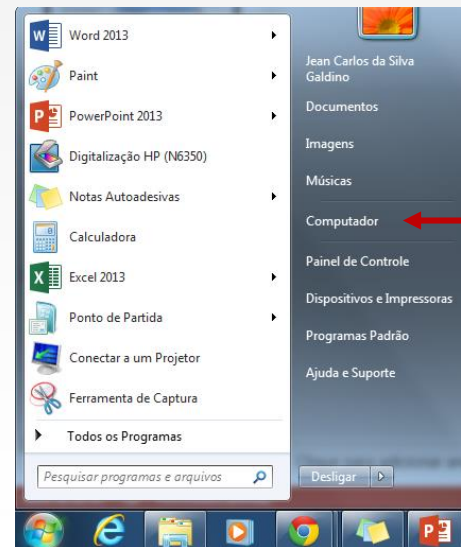 Word 2013
Paint
PowerPoint 2013
Digitalização HP (N6350)
Notas Autoadesivas
Calculadora
Excel 2013
Ponto de Partida
Conectar a um Projetor
Ferramenta de Captura
Todos os Programas
Pesquisar programas e arquivos
Jean Carlos da Silva
Galdino
Documentos
Imagens
Músicas
Computador
Painel de Controle
Dispositivos e Impressoras
Programas Padrão
Ajuda e Suporte
Desligar